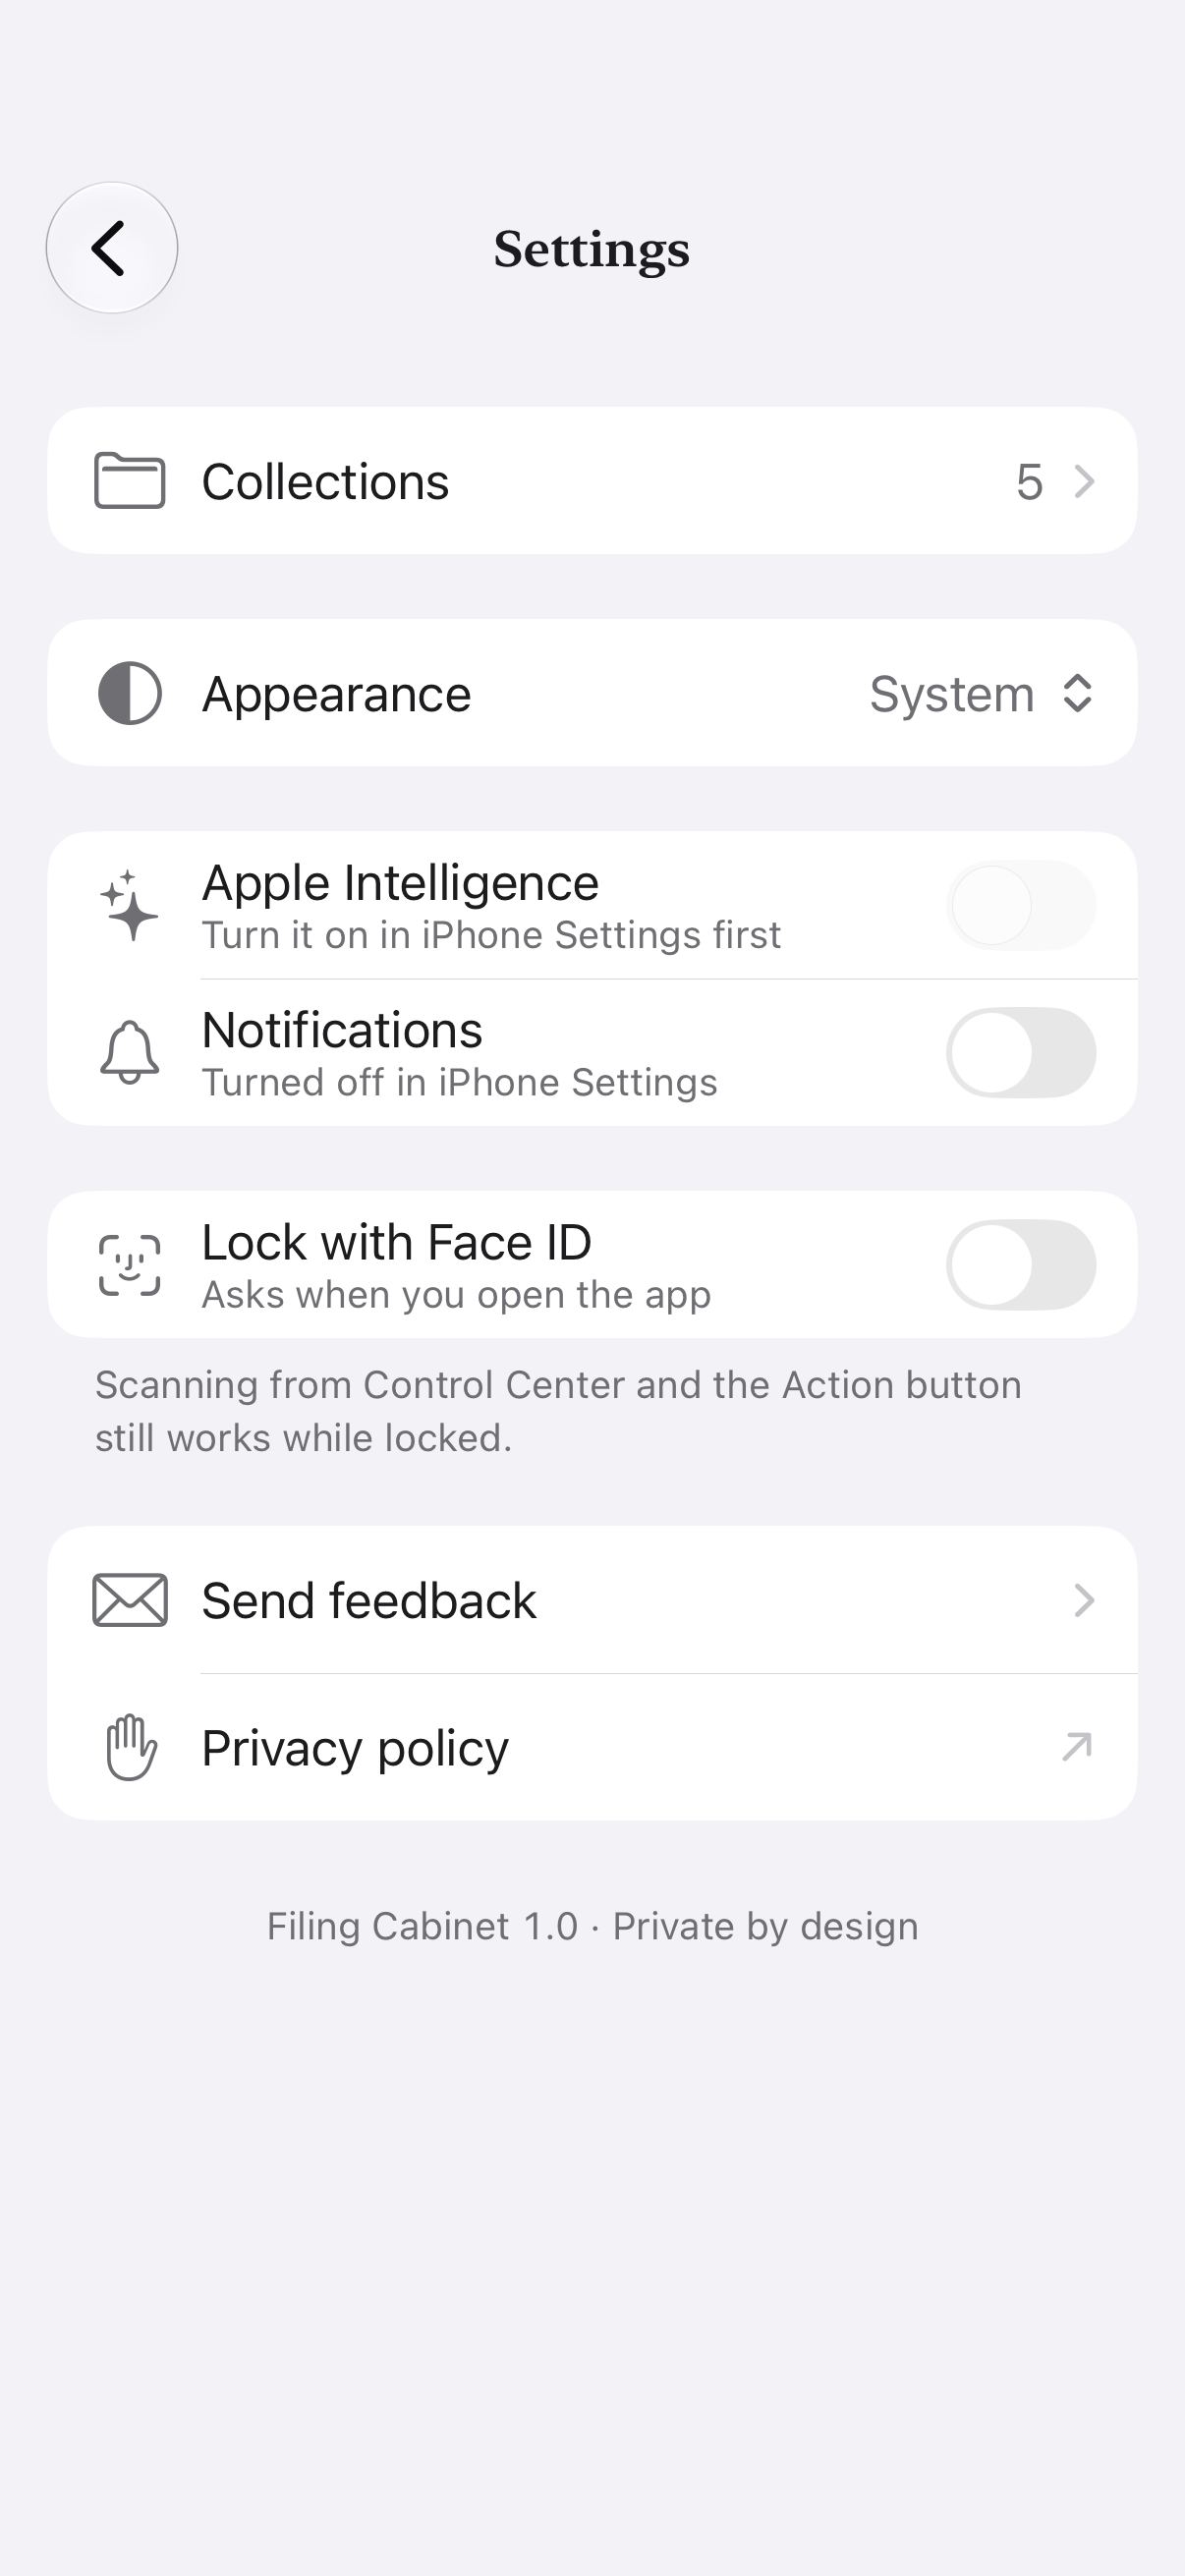 Settings
Collections 5
Appearance System
Apple Intelligence
Turn it on in iPhone Settings first
Notifications
Turned off in iPhone Settings
Lock with Face ID
Asks when you open the app
Scanning from Control Center and the Action button
still works while locked.
Send feedback
Privacy policy
Filing Cabinet 1.0 · Private by design